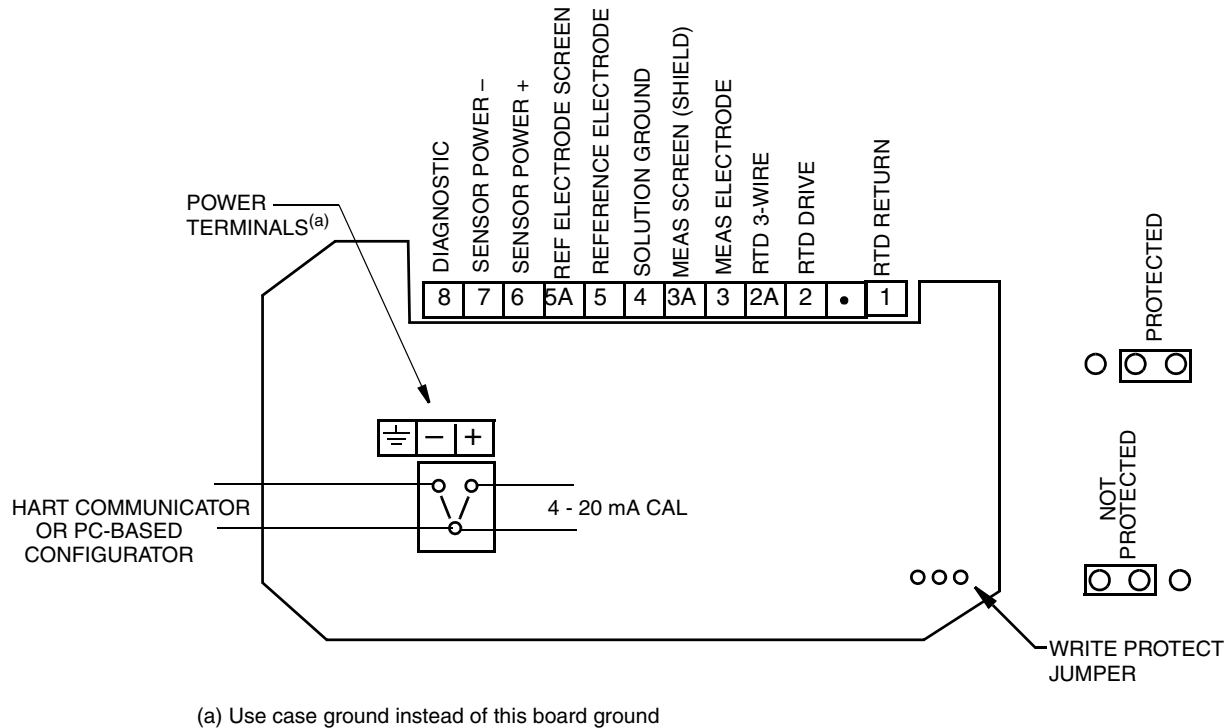 DIAGNOSTIC
SENSOR POWER –
SENSOR POWER +
REF ELECTRODE SCREEN
REFERENCE ELECTRODE
SOLUTION GROUND
MEAS SCREEN (SHIELD)
MEAS ELECTRODE
RTD 3-WIRE
RTD DRIVE
RTD RETURN
8 7 6 5A 5 4 3A 3 2A 2 • 1
POWER
TERMINALS(a)
– +
HART COMMUNICATOR
OR PC-BASED
CONFIGURATOR
4 - 20 mA CAL
PROTECTED
NOT
PROTECTED
WRITE PROTECT
JUMPER
(a) Use case ground instead of this board ground